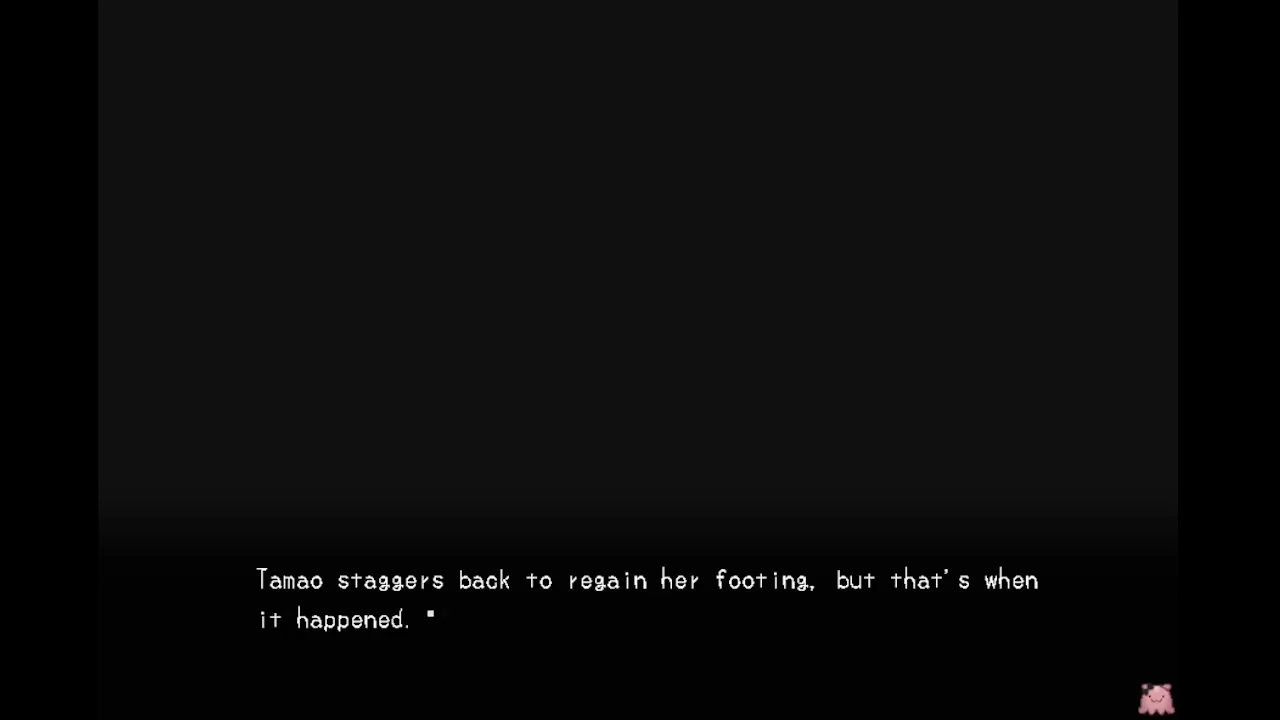 Tamao staggers back to regain her footing, but that's when
it happened.